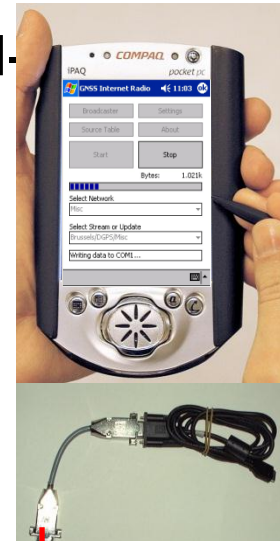 COMPAQ
iPAQ pocket pc
GNSS Internet Radio 11:03 ok
Broadcaster Settings
Source Table About
Start Stop
Bytes: 1.021k
Select Network
Misc
Select Stream or Update
Brussels/DGPS/Misc
Writing data to COM1...